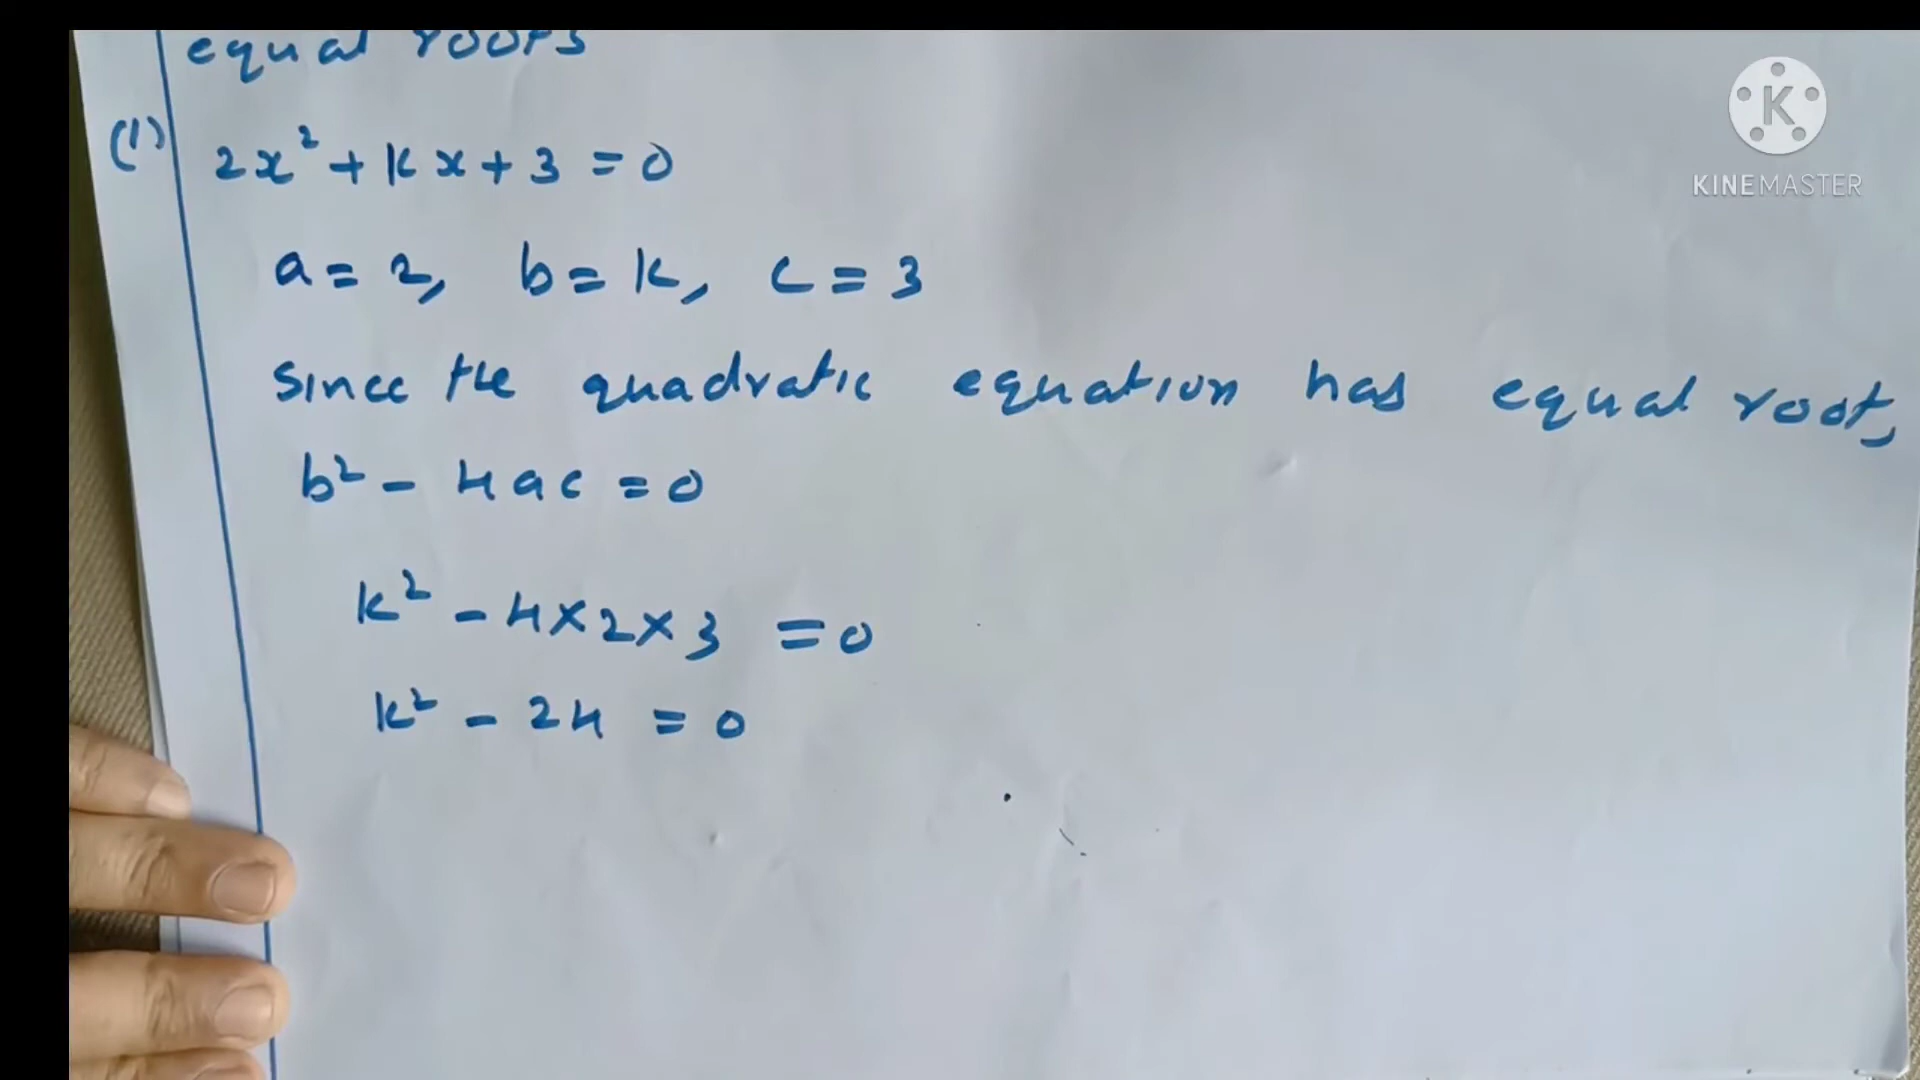 equal roots
(1) 2x² + kx + 3 = 0
a = 2, b = k, c = 3
Since the quadratic equation has equal roots,
b² - 4ac = 0
k² - 4×2×3 = 0
k² - 24 = 0
KINEMASTER